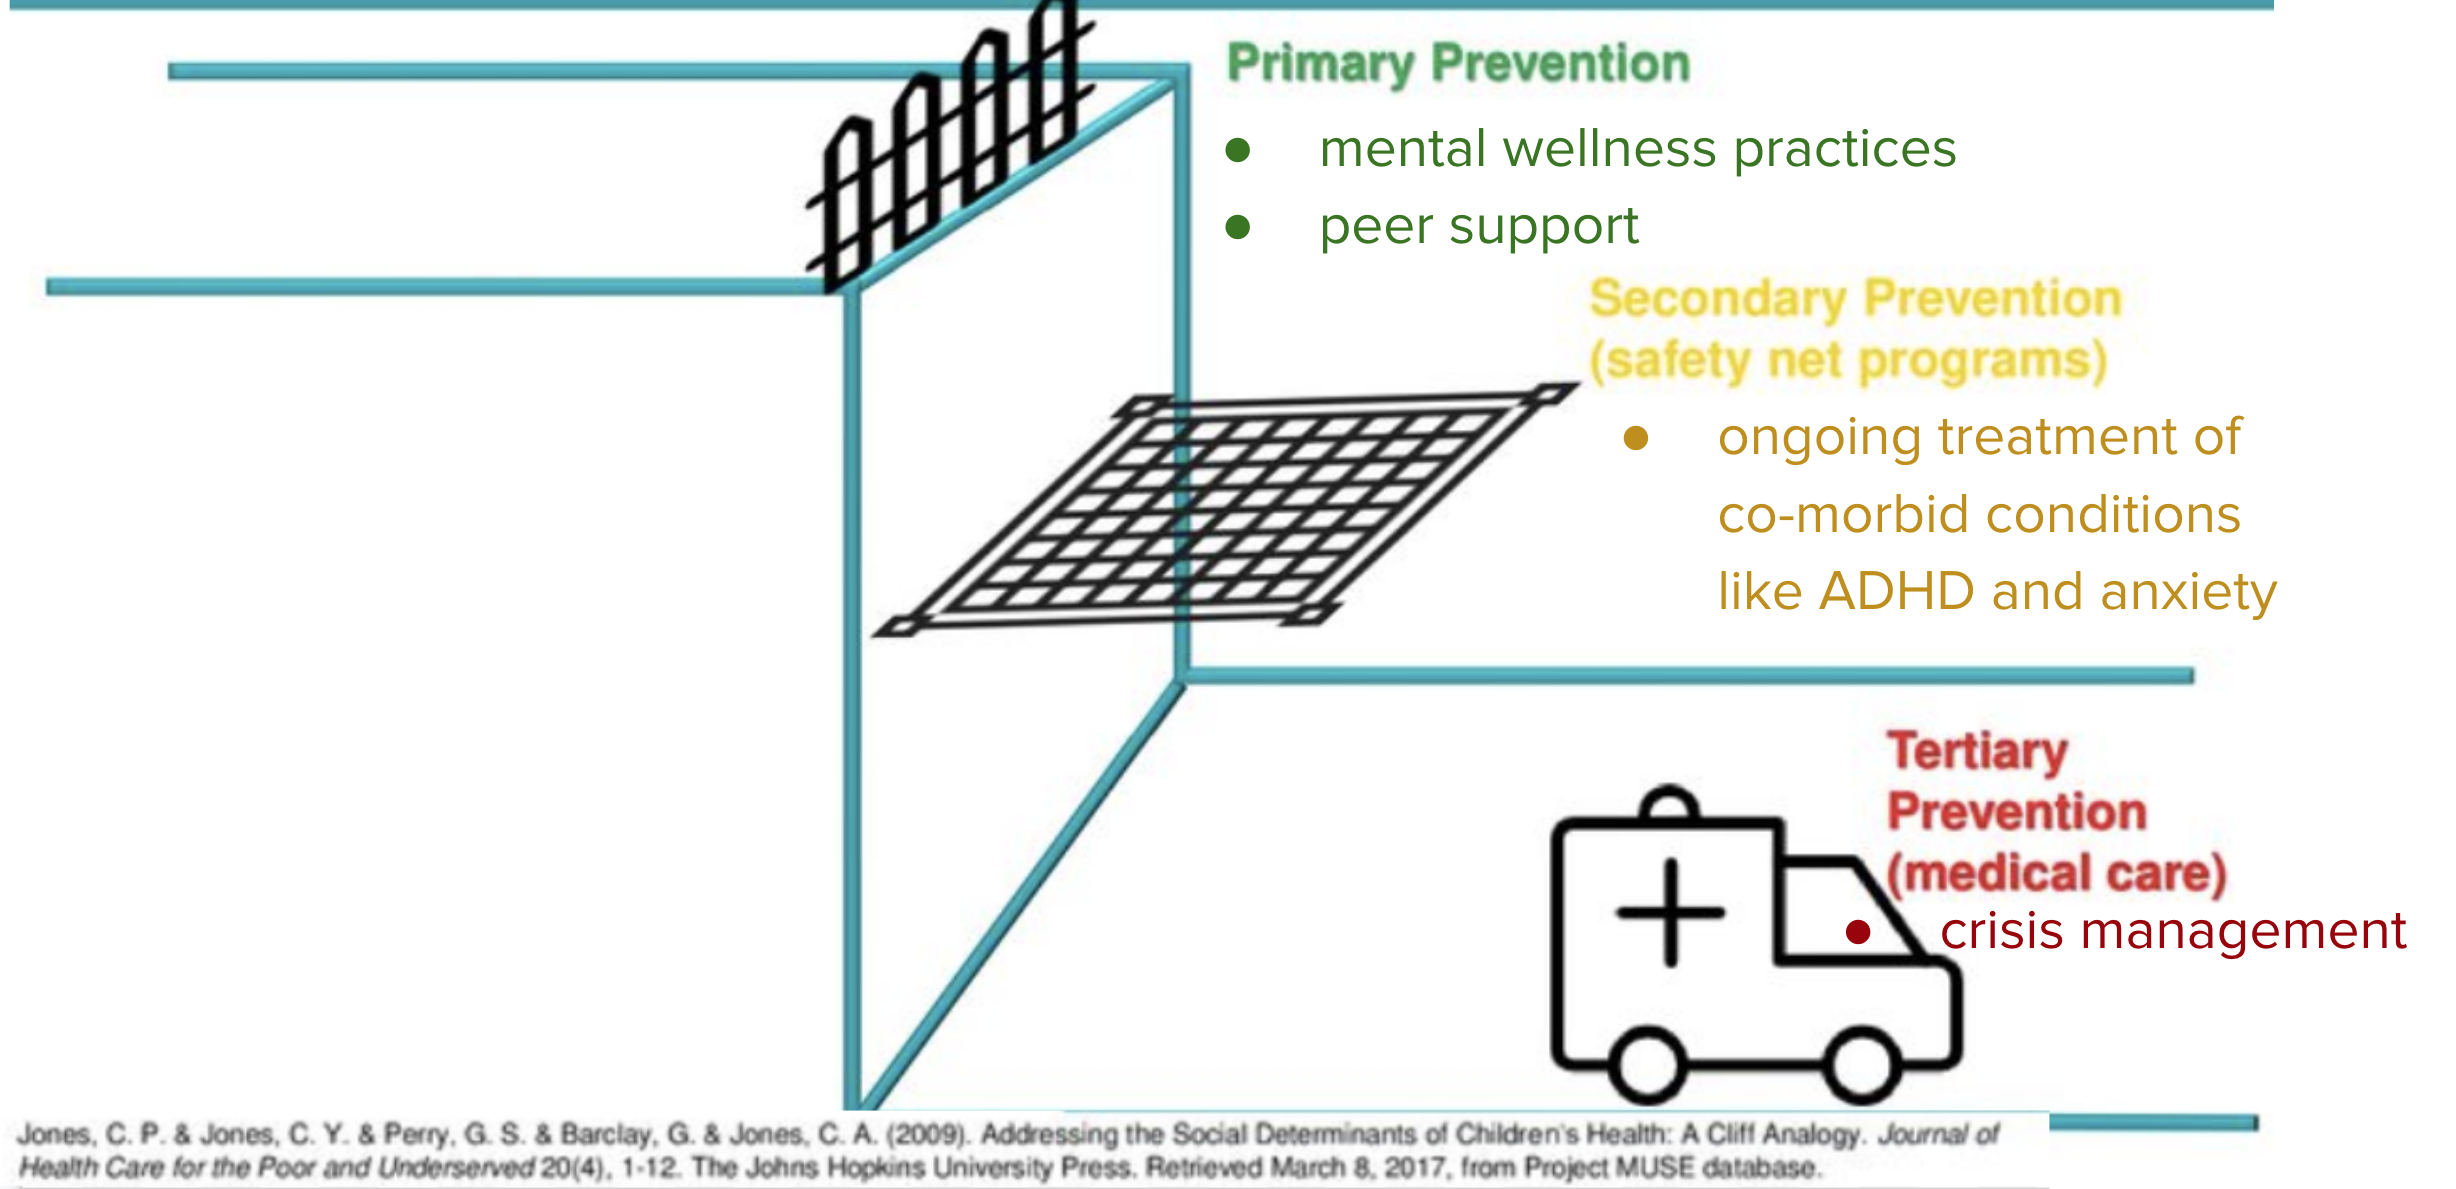 Primary Prevention
● mental wellness practices
● peer support
Secondary Prevention
(safety net programs)
● ongoing treatment of
co-morbid conditions
like ADHD and anxiety
Tertiary
Prevention
(medical care)
● crisis management
Jones, C. P. & Jones, C. Y. & Perry, G. S. & Barclay, G. & Jones, C. A. (2009). Addressing the Social Determinants of Children's Health: A Cliff Analogy. Journal of
Health Care for the Poor and Underserved 20(4), 1-12. The Johns Hopkins University Press. Retrieved March 8, 2017, from Project MUSE database.